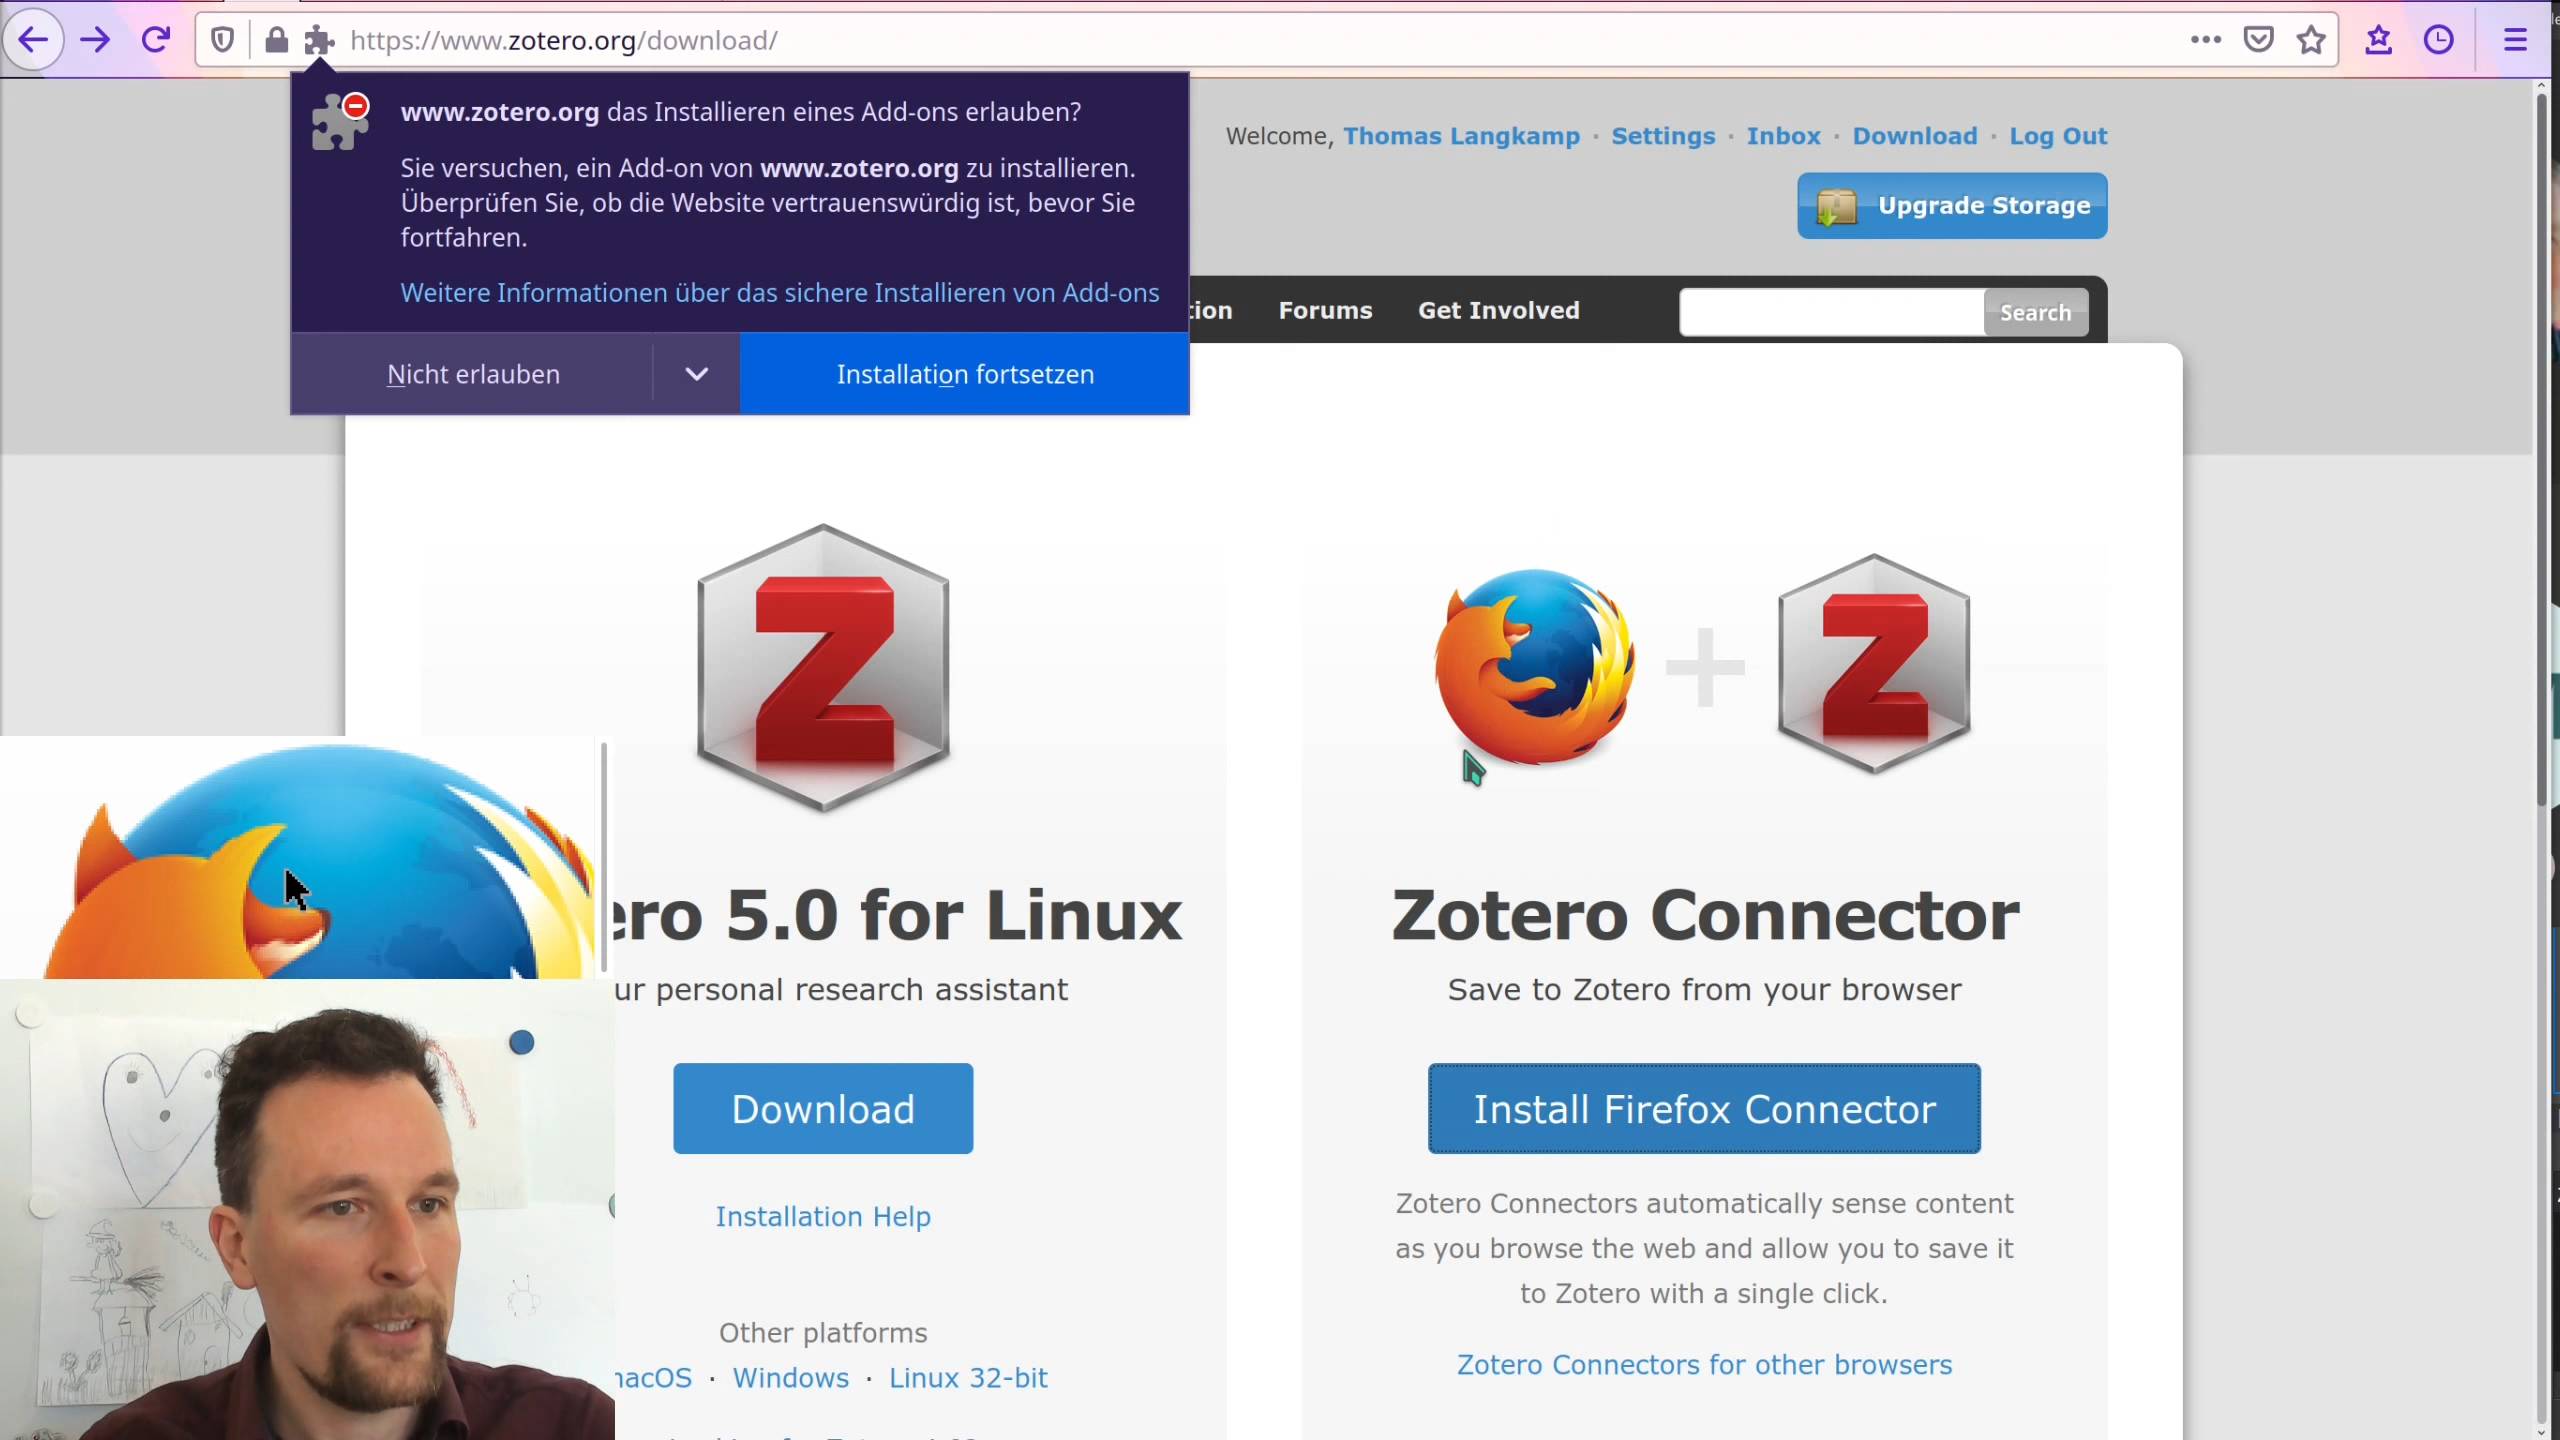 https://www.zotero.org/download/
www.zotero.org das Installieren eines Add-ons erlauben?
Sie versuchen, ein Add-on von www.zotero.org zu installieren.
Überprüfen Sie, ob die Website vertrauenswürdig ist, bevor Sie
fortfahren.
Weitere Informationen über das sichere Installieren von Add-ons
Nicht erlauben
Installation fortsetzen
Welcome, Thomas Langkamp · Settings · Inbox · Download · Log Out
Upgrade Storage
tion Forums Get Involved
Search
Z
Z
ero 5.0 for Linux
ur personal research assistant
Download
Installation Help
Other platforms
macOS · Windows · Linux 32-bit
Zotero Connector
Save to Zotero from your browser
Install Firefox Connector
Zotero Connectors automatically sense content
as you browse the web and allow you to save it
to Zotero with a single click.
Zotero Connectors for other browsers